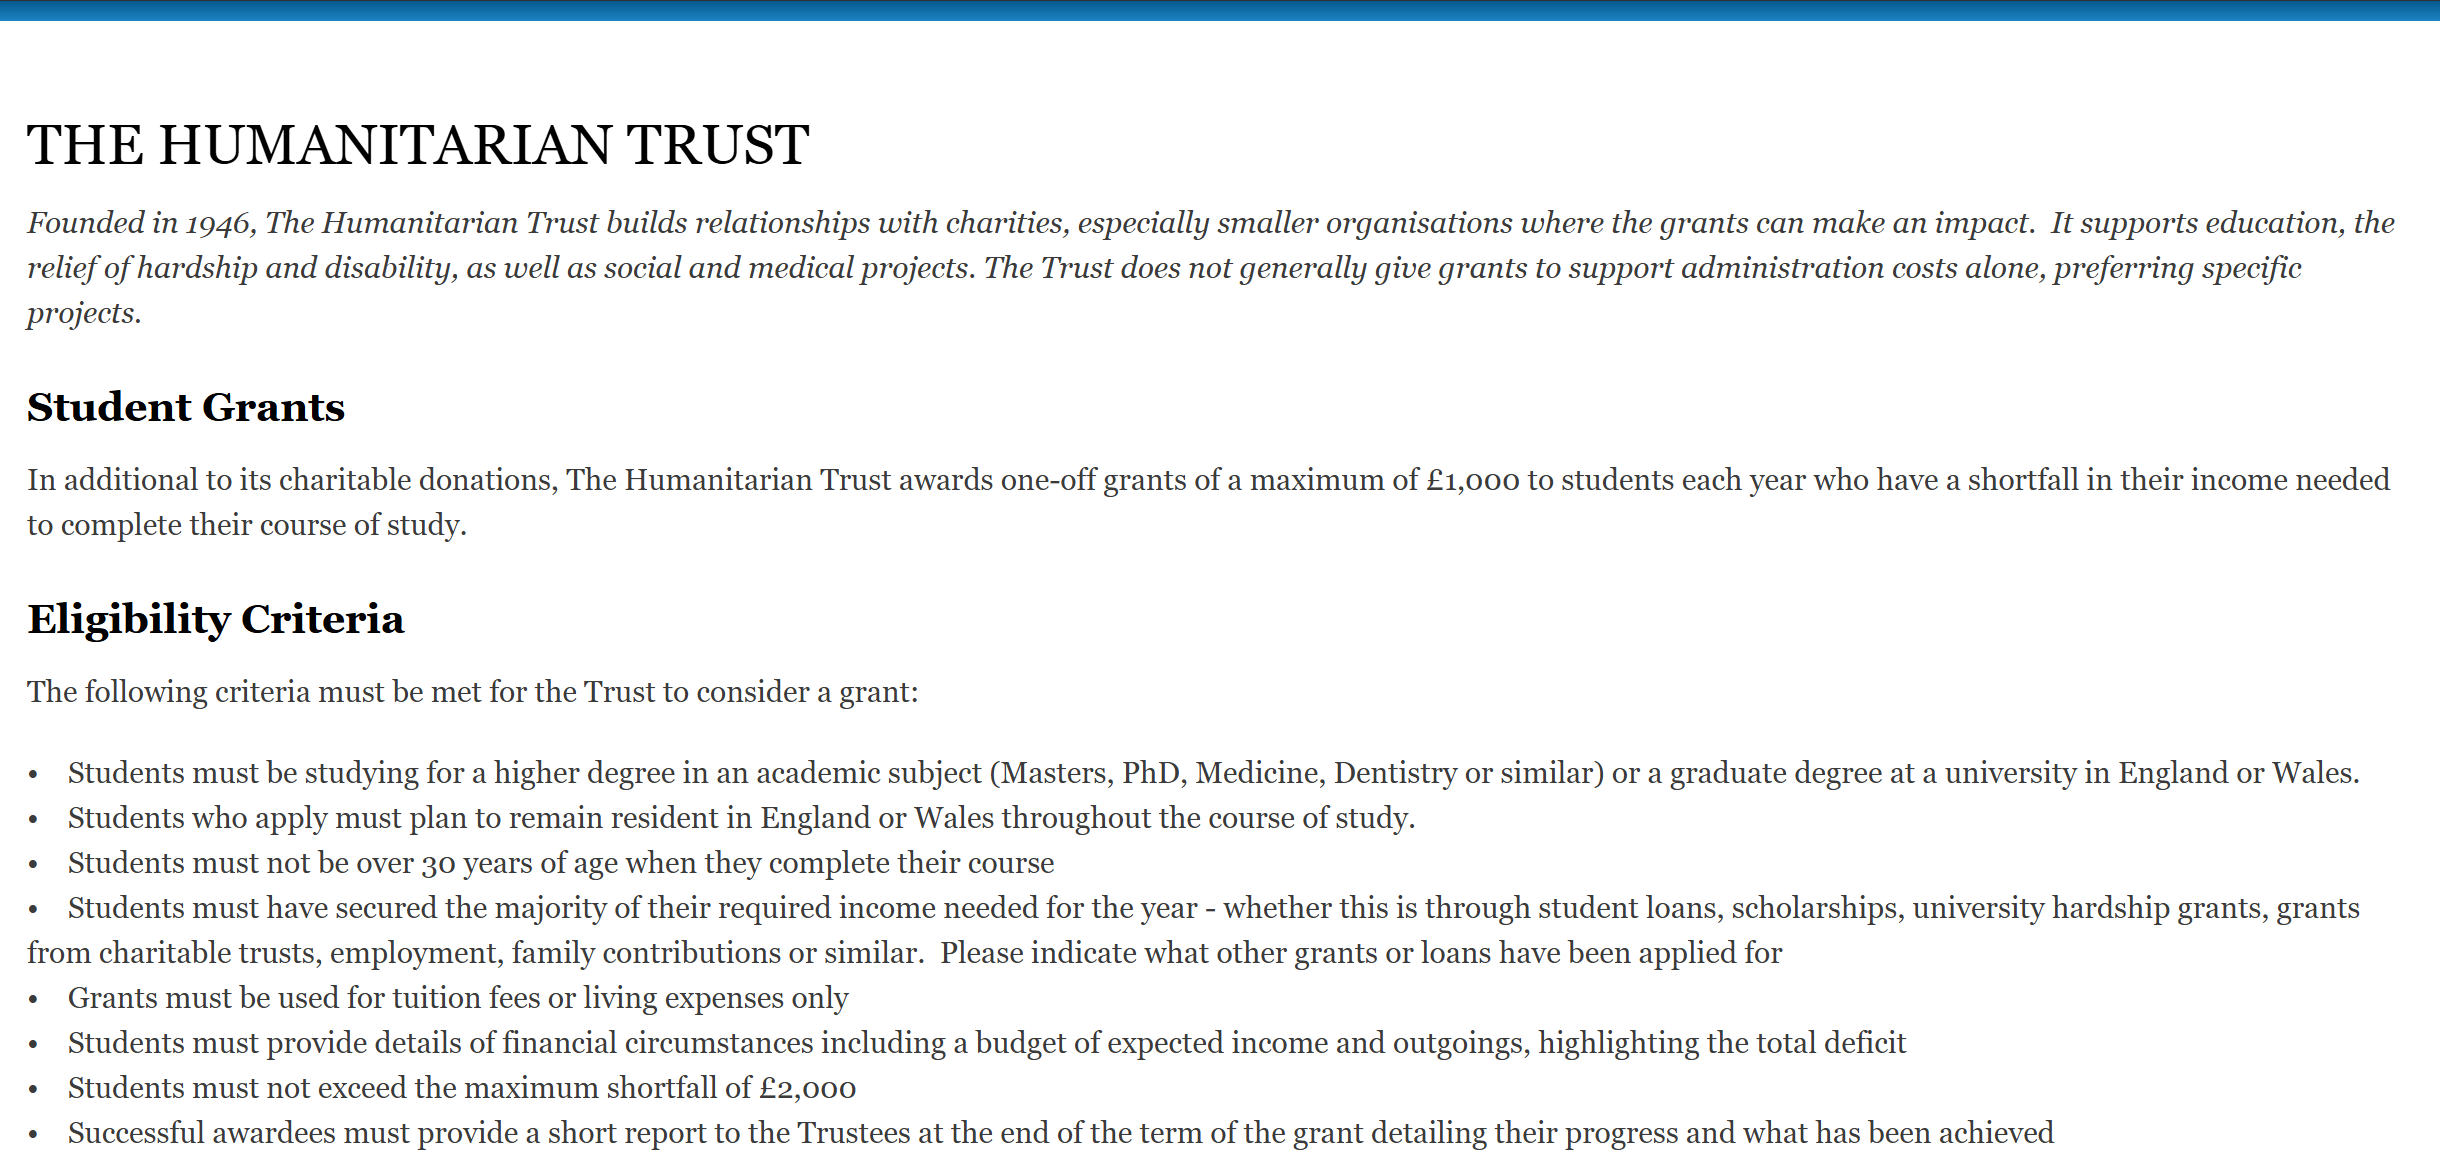 THE HUMANITARIAN TRUST
Founded in 1946, The Humanitarian Trust builds relationships with charities, especially smaller organisations where the grants can make an impact.  It supports education, the
relief of hardship and disability, as well as social and medical projects. The Trust does not generally give grants to support administration costs alone, preferring specific
projects.
Student Grants
In additional to its charitable donations, The Humanitarian Trust awards one-off grants of a maximum of £1,000 to students each year who have a shortfall in their income needed
to complete their course of study.
Eligibility Criteria
The following criteria must be met for the Trust to consider a grant:
•    Students must be studying for a higher degree in an academic subject (Masters, PhD, Medicine, Dentistry or similar) or a graduate degree at a university in England or Wales.
•    Students who apply must plan to remain resident in England or Wales throughout the course of study.
•    Students must not be over 30 years of age when they complete their course
•    Students must have secured the majority of their required income needed for the year - whether this is through student loans, scholarships, university hardship grants, grants
from charitable trusts, employment, family contributions or similar.  Please indicate what other grants or loans have been applied for
•    Grants must be used for tuition fees or living expenses only
•    Students must provide details of financial circumstances including a budget of expected income and outgoings, highlighting the total deficit
•    Students must not exceed the maximum shortfall of £2,000
•    Successful awardees must provide a short report to the Trustees at the end of the term of the grant detailing their progress and what has been achieved